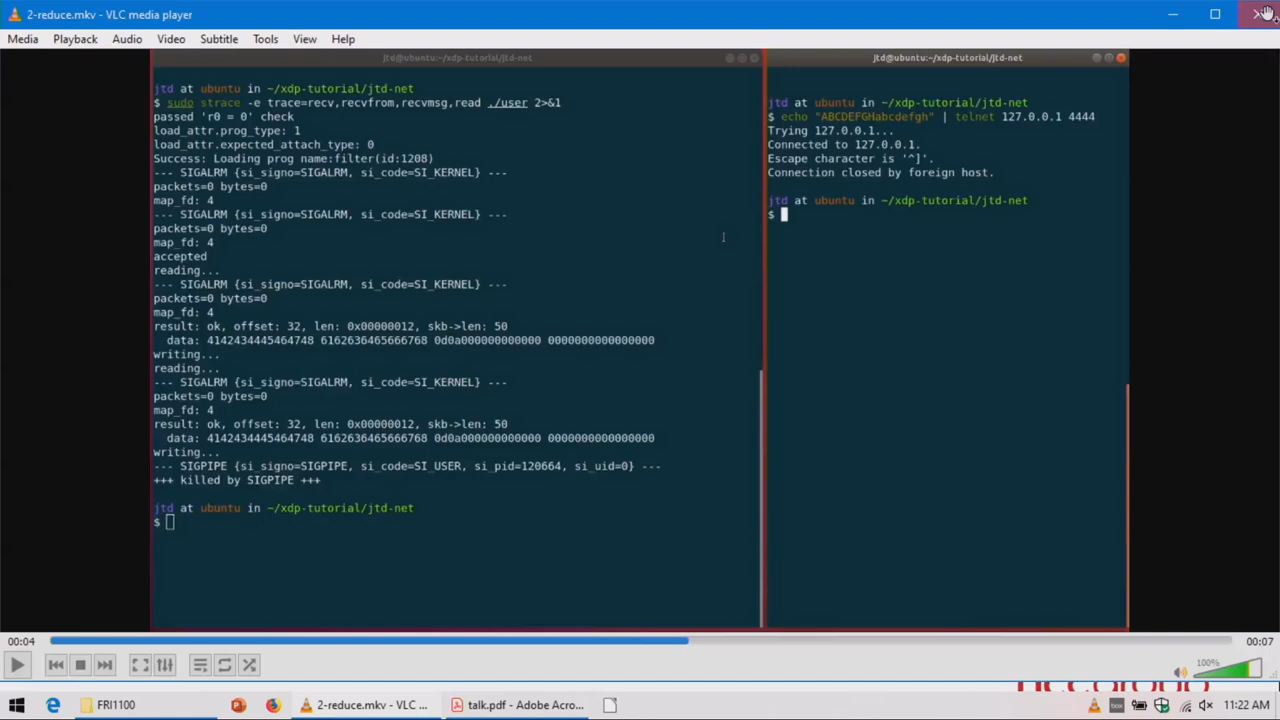 2-reduce.mkv - VLC media player
Media Playback Audio Video Subtitle Tools View Help
jtd@ubuntu:~/xdp-tutorial/jtd-net
jtd at ubuntu in ~/xdp-tutorial/jtd-net
$ sudo strace -e trace=recv,recvfrom,recvmsg,read ./user 2>&1
passed 'r0 = 0' check
load_attr.prog_type: 1
load_attr.expected_attach_type: 0
Success: Loading prog name:filter(id:1208)
--- SIGALRM {si_signo=SIGALRM, si_code=SI_KERNEL} ---
packets=0 bytes=0
map_fd: 4
--- SIGALRM {si_signo=SIGALRM, si_code=SI_KERNEL} ---
packets=0 bytes=0
map_fd: 4
accepted
reading...
--- SIGALRM {si_signo=SIGALRM, si_code=SI_KERNEL} ---
packets=0 bytes=0
map_fd: 4
result: ok, offset: 32, len: 0x00000012, skb->len: 50
data: 4142434445464748 6162636465666768 0d0a000000000000 0000000000000000
writing...
reading...
--- SIGALRM {si_signo=SIGALRM, si_code=SI_KERNEL} ---
packets=0 bytes=0
map_fd: 4
result: ok, offset: 32, len: 0x00000012, skb->len: 50
data: 4142434445464748 6162636465666768 0d0a000000000000 0000000000000000
writing...
--- SIGPIPE {si_signo=SIGPIPE, si_code=SI_USER, si_pid=120664, si_uid=0} ---
+++ killed by SIGPIPE +++
jtd at ubuntu in ~/xdp-tutorial/jtd-net
$
jtd@ubuntu:~/xdp-tutorial/jtd-net
jtd at ubuntu in ~/xdp-tutorial/jtd-net
$ echo "ABCDEFGHabcdefgh" | telnet 127.0.0.1 4444
Trying 127.0.0.1...
Connected to 127.0.0.1.
Escape character is '^]'.
Connection closed by foreign host.
jtd at ubuntu in ~/xdp-tutorial/jtd-net
$
00:04
00:07
100%
FRI1100
2-reduce.mkv - VLC ...
talk.pdf - Adobe Acro...
11:22 AM